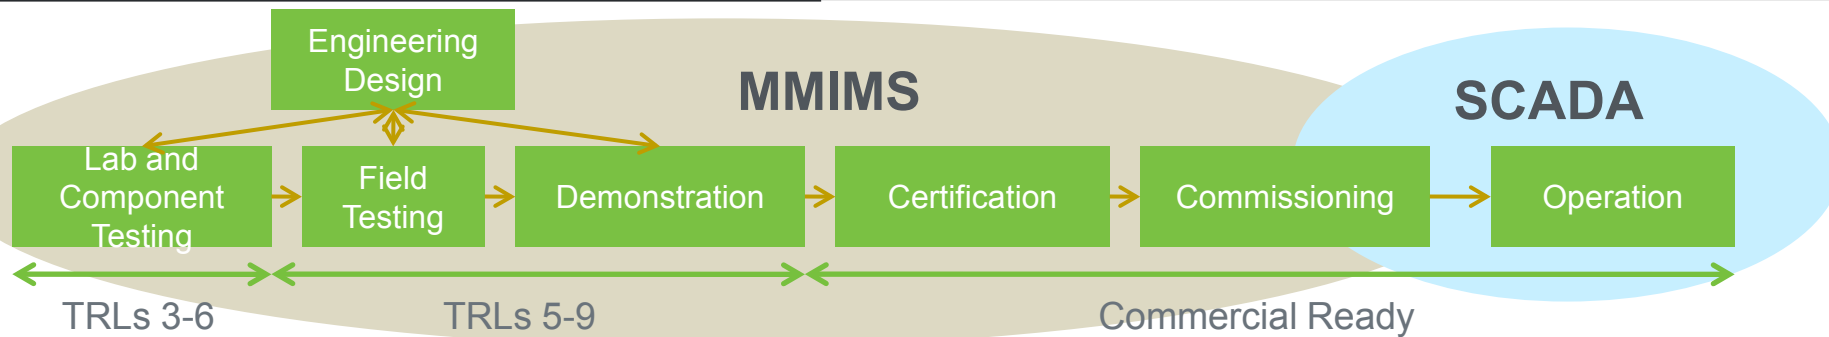 Engineering
Design
MMIMS
SCADA
Lab and
Component
Testing
Field
Testing
Demonstration
Certification
Commissioning
Operation
TRLs 3-6
TRLs 5-9
Commercial Ready